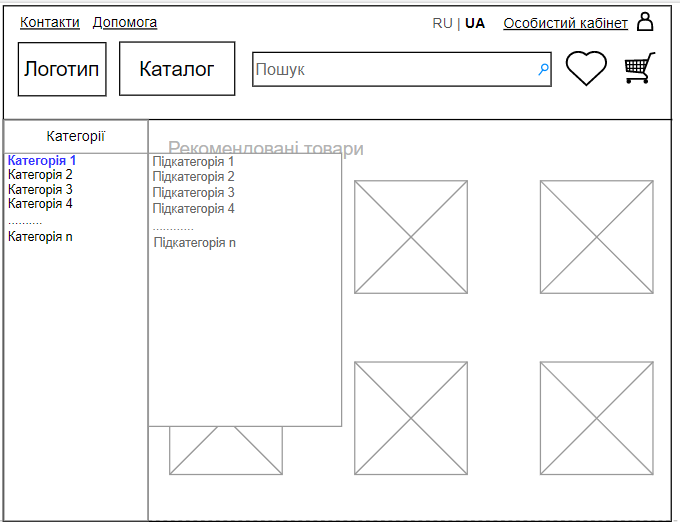 Контакти Допомога RU | UA Особистий кабінет
Логотип Каталог Пошук
Категорії
Рекомендовані товари
Категорія 1
Категорія 2
Категорія 3
Категорія 4
..........
Категорія n
Підкатегорія 1
Підкатегорія 2
Підкатегорія 3
Підкатегорія 4
............
Підкатегорія n